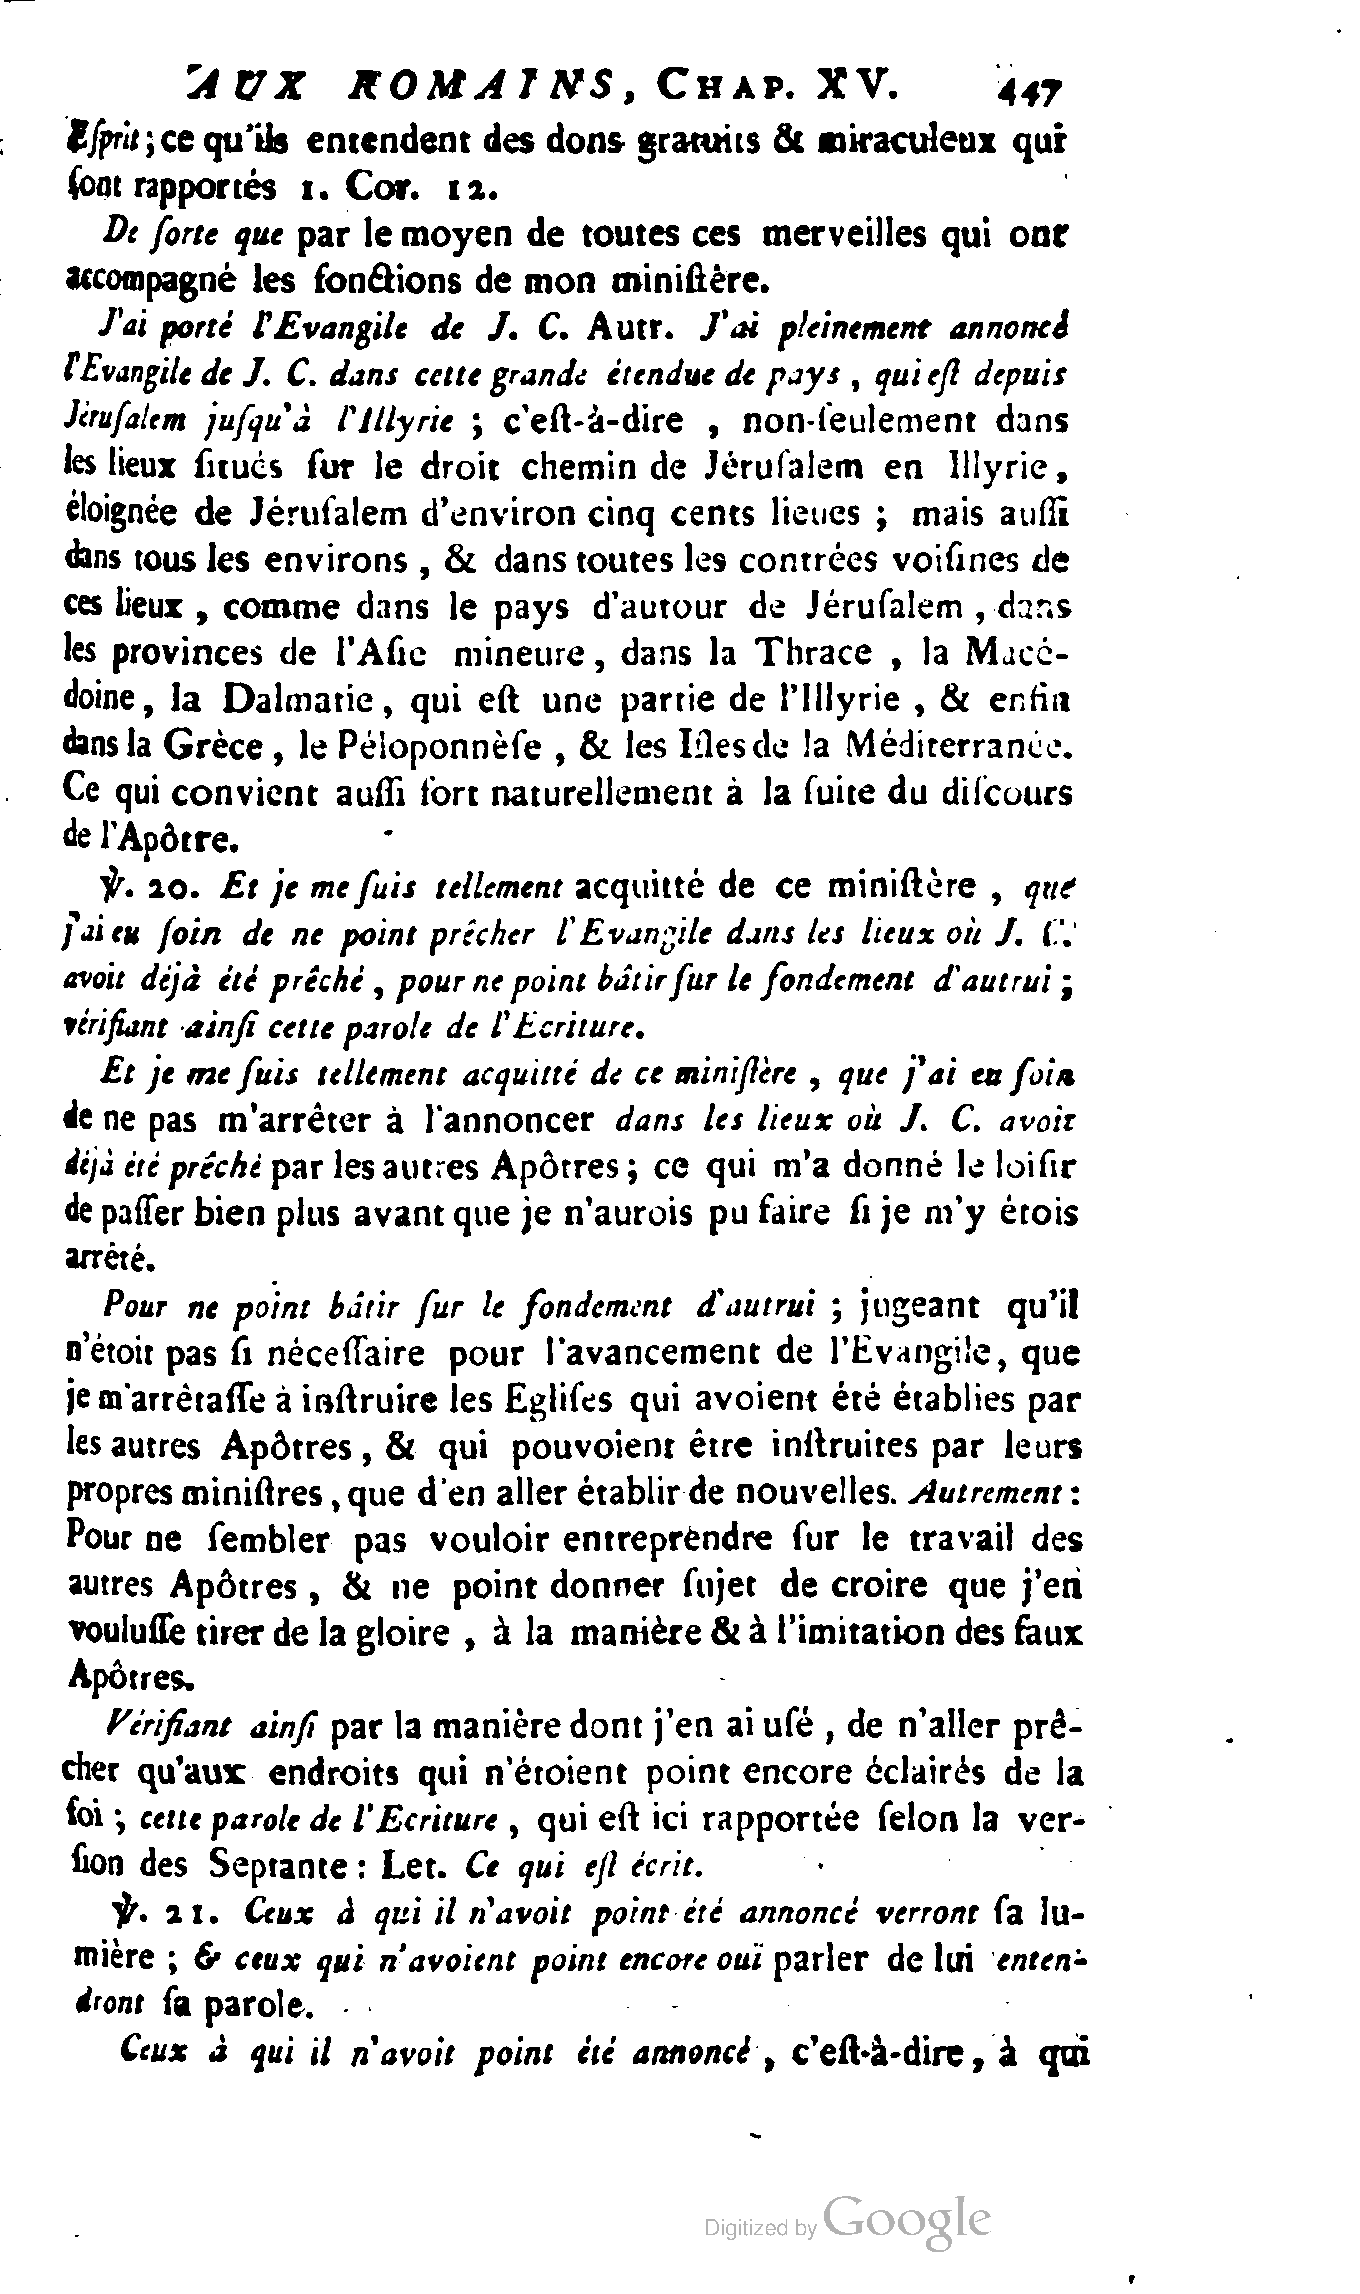 AUX ROMAINS, CHAP. XV. 447
Eſprit; ce qu'ils entendent des dons gratuits & miraculeux qui
ſont rapportés 1. Cor. 12.
De ſorte que par le moyen de toutes ces merveilles qui ont
accompagné les fonctions de mon miniſtère.
J'ai porté l'Evangile de J. C. Autr. J'ai pleinement annoncé
l'Evangile de J. C. dans cette grande étendue de pays, qui eſt depuis
Jéruſalem juſqu'à l'Illyrie ; c'eſt-à-dire , non-ſeulement dans
les lieux ſitués ſur le droit chemin de Jéruſalem en Illyrie,
éloignée de Jéruſalem d'environ cinq cents lieues ; mais auſſi
dans tous les environs , & dans toutes les contrées voiſines de
ces lieux , comme dans le pays d'autour de Jéruſalem , dans
les provinces de l'Aſie mineure, dans la Thrace , la Macé-
doine, la Dalmatie, qui eſt une partie de l'Illyrie , & enfin
dans la Grèce , le Péloponnèſe , & les Iſles de la Méditerranée.
Ce qui convient auſſi fort naturellement à la ſuite du diſcours
de l'Apôtre.
℣. 20. Et je me ſuis tellement acquitté de ce miniſtère , que
j'ai eu ſoin de ne point prêcher l'Evangile dans les lieux où J. C.
avoit déjà été prêché , pour ne point bâtir ſur le fondement d'autrui ;
vérifiant ainſi cette parole de l'Ecriture.
Et je me ſuis tellement acquitté de ce miniſtère , que j'ai eu ſoin
de ne pas m'arrêter à l'annoncer dans les lieux où J. C. avoit
déjà été prêché par les autres Apôtres ; ce qui m'a donné le loiſir
de paſſer bien plus avant que je n'aurois pu faire ſi je m'y étois
arrêté.
Pour ne point bâtir ſur le fondement d'autrui ; jugeant qu'il
n'étoit pas ſi néceſſaire pour l'avancement de l'Evangile, que
je m'arrêtaſſe à inſtruire les Egliſes qui avoient été établies par
les autres Apôtres, & qui pouvoient être inſtruites par leurs
propres miniſtres, que d'en aller établir de nouvelles. Autrement :
Pour ne ſembler pas vouloir entreprendre ſur le travail des
autres Apôtres , & ne point donner ſujet de croire que j'en
vouluſſe tirer de la gloire , à la manière & à l'imitation des faux
Apôtres.
Vérifiant ainſi par la manière dont j'en ai uſé , de n'aller prê-
cher qu'aux endroits qui n'étoient point encore éclairés de la
foi ; cette parole de l'Ecriture , qui eſt ici rapportée ſelon la ver-
ſion des Septante : Let. Ce qui eſt écrit.
℣. 21. Ceux à qui il n'avoit point été annoncé verront ſa lu-
mière ; & ceux qui n'avoient point encore ouï parler de lui enten-
dront ſa parole.
Ceux à qui il n'avoit point été annoncé, c'eſt-à-dire, à qui
Digitized by Google